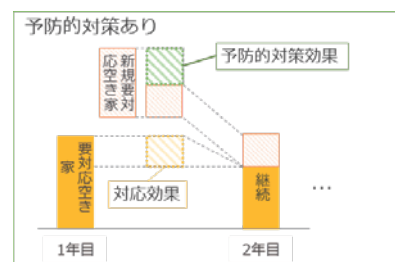 予防的対策あり
新規要対
応空き家
予防的対策効果
要対応空き
家
対応効果
継続
…
1年目
2年目